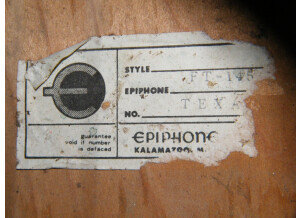 STYLE FT-145
EPIPHONE TEXA
NO.
guarantee
void if number
is defaced
EPIPHONE
KALAMAZOO, M